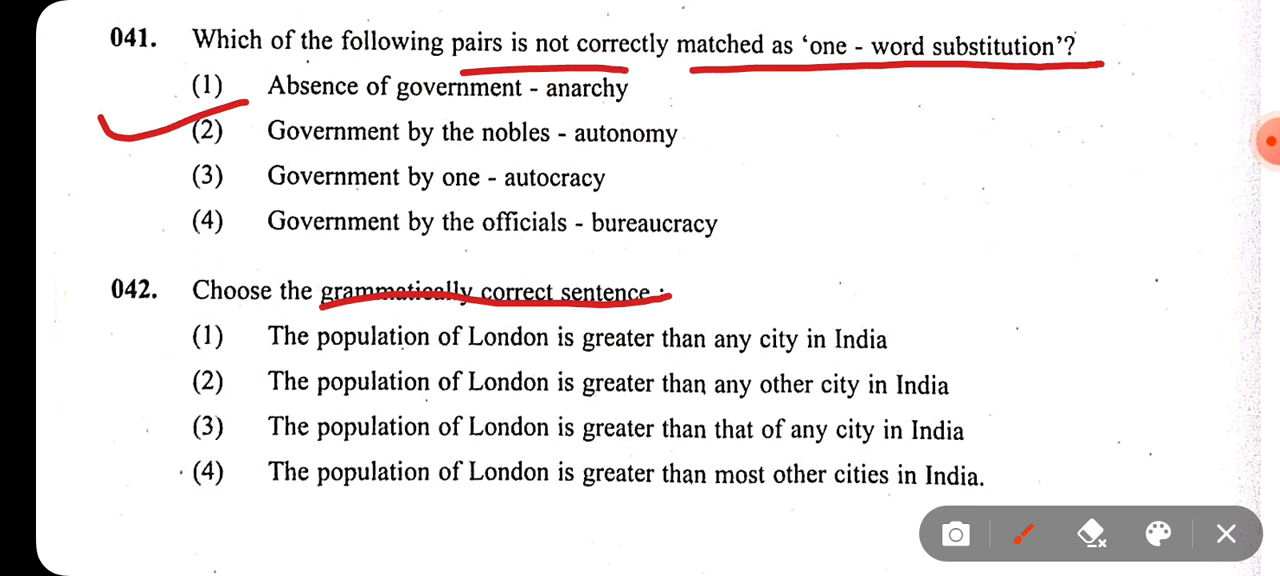 041. Which of the following pairs is not correctly matched as ‘one - word substitution’?
(1) Absence of government - anarchy
(2) Government by the nobles - autonomy
(3) Government by one - autocracy
(4) Government by the officials - bureaucracy
042. Choose the grammatically correct sentence :
(1) The population of London is greater than any city in India
(2) The population of London is greater than any other city in India
(3) The population of London is greater than that of any city in India
(4) The population of London is greater than most other cities in India.